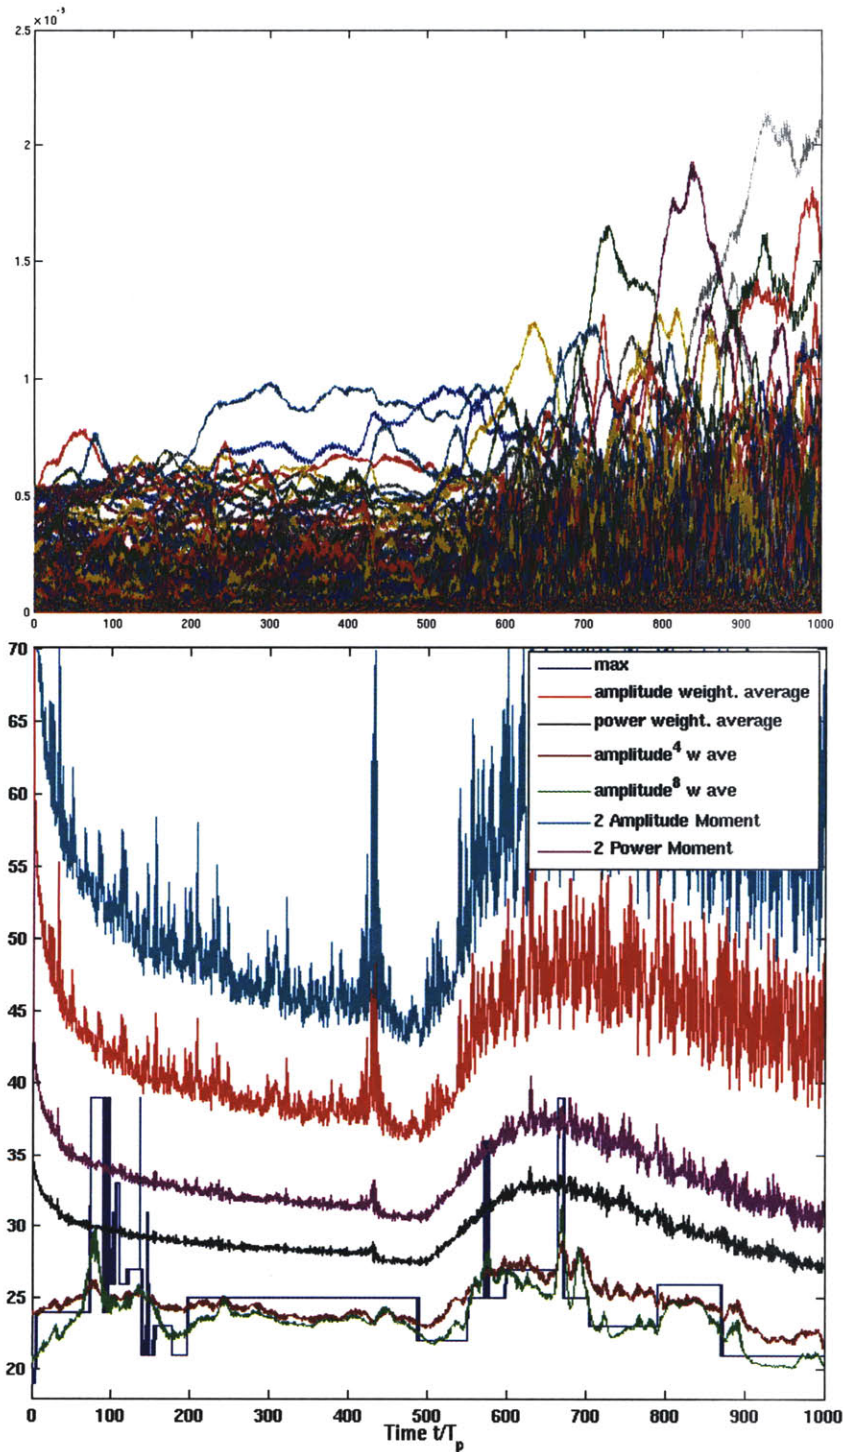 ×10⁻³
2.5
2
1.5
1
0.5
0
0 100 200 300 400 500 600 700 800 900 1000
70
65
60
55
50
45
40
35
30
25
20
max
amplitude weight. average
power weight. average
amplitude⁴ w ave
amplitude⁸ w ave
2 Amplitude Moment
2 Power Moment
0 100 200 300 400 500 600 700 800 900 1000
Time t/Tₚ